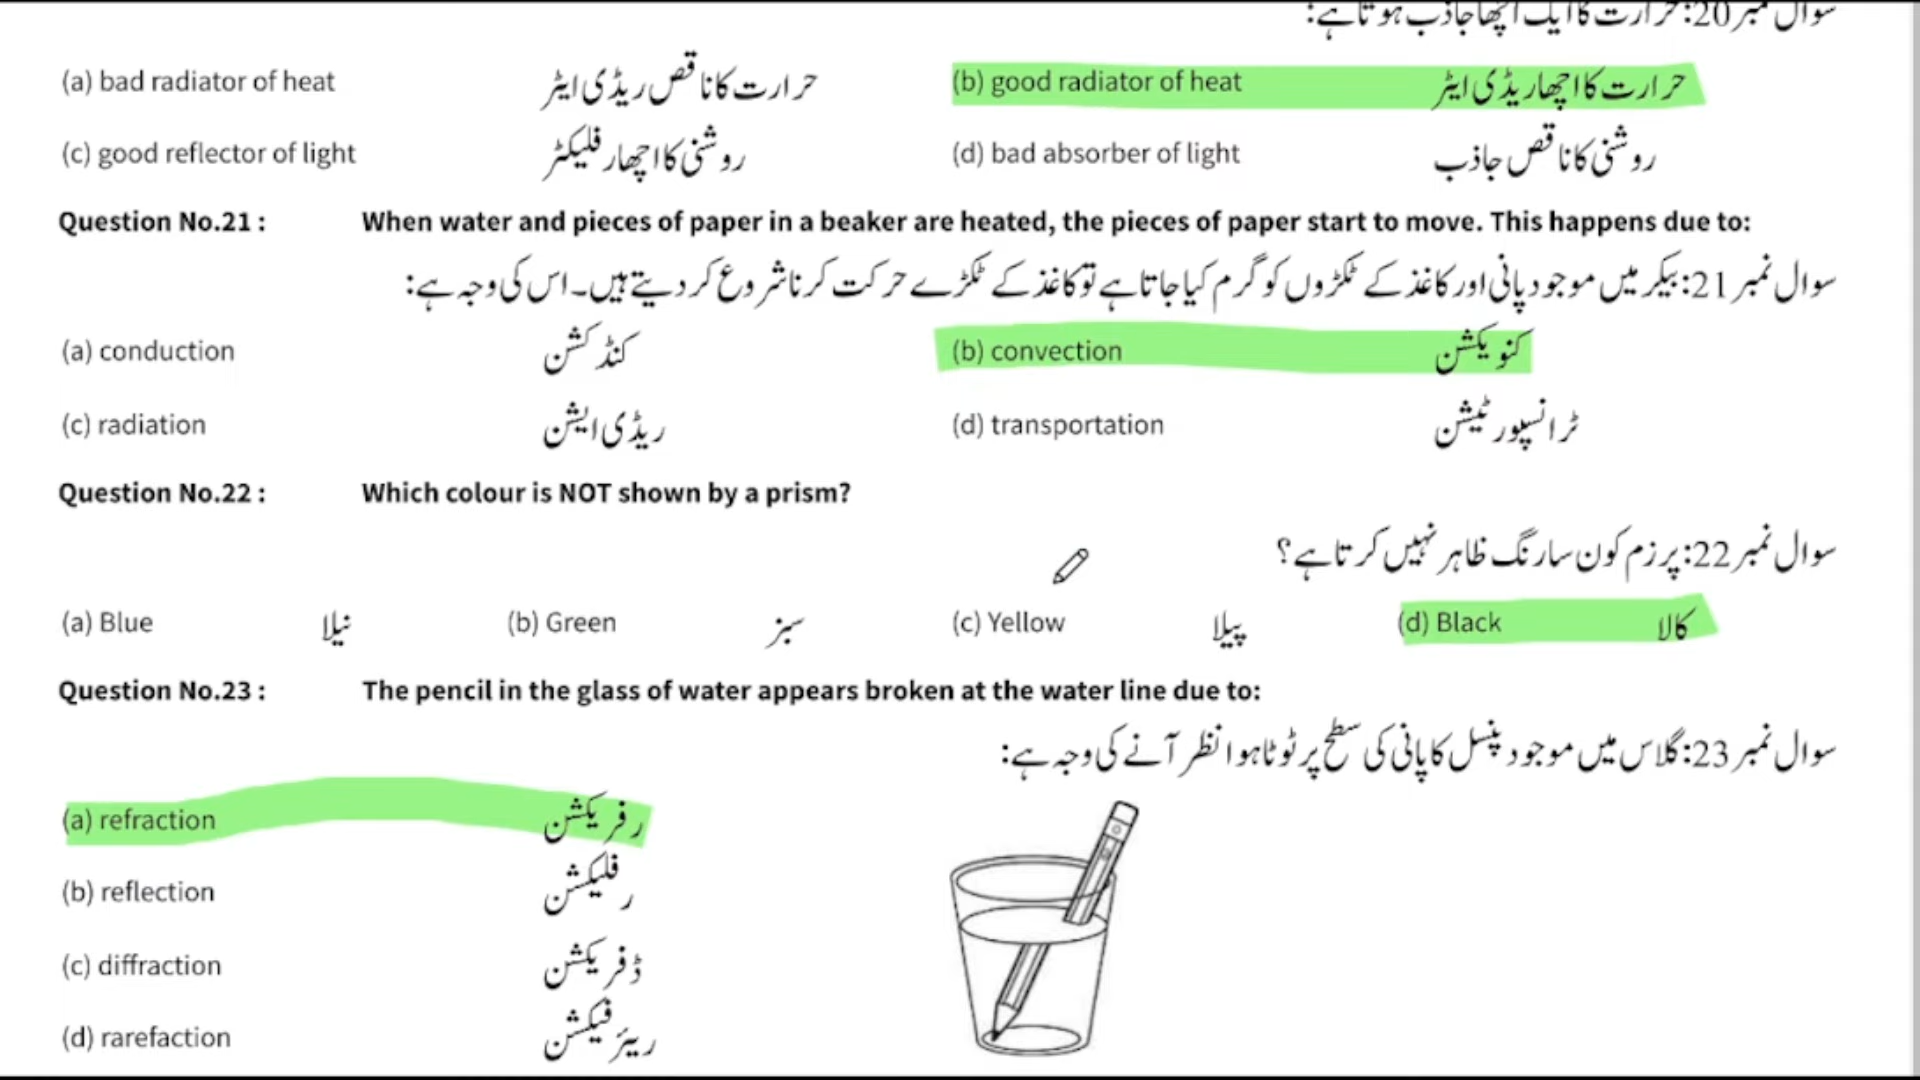 سوال نمبر 20: حرارت کا ایک اچھا جاذب ہوتا ہے:
(a) bad radiator of heat حرارت کا ناقص ریڈی ایٹر (b) good radiator of heat حرارت کا اچھا ریڈی ایٹر
(c) good reflector of light روشنی کا اچھا رفلیکٹر (d) bad absorber of light روشنی کا ناقص جاذب
Question No.21 : When water and pieces of paper in a beaker are heated, the pieces of paper start to move. This happens due to:
سوال نمبر 21: بیکر میں موجود پانی اور کاغذ کے ٹکڑوں کو گرم کیا جاتا ہے تو کاغذ کے ٹکڑے حرکت کرنا شروع کر دیتے ہیں۔ اس کی وجہ ہے:
(a) conduction کنڈکشن (b) convection کنویکشن
(c) radiation ریڈی ایشن (d) transportation ٹرانسپورٹیشن
Question No.22 : Which colour is NOT shown by a prism?
سوال نمبر 22: پرزم کون سا رنگ ظاہر نہیں کرتا ہے؟
(a) Blue نیلا (b) Green سبز (c) Yellow پیلا (d) Black کالا
Question No.23 : The pencil in the glass of water appears broken at the water line due to:
سوال نمبر 23: گلاس میں موجود پنسل کا پانی کی سطح پر ٹوٹا ہوا نظر آنے کی وجہ ہے:
(a) refraction رفریکشن
(b) reflection رفلیکشن
(c) diffraction ڈفریکشن
(d) rarefaction ریئرفیکشن